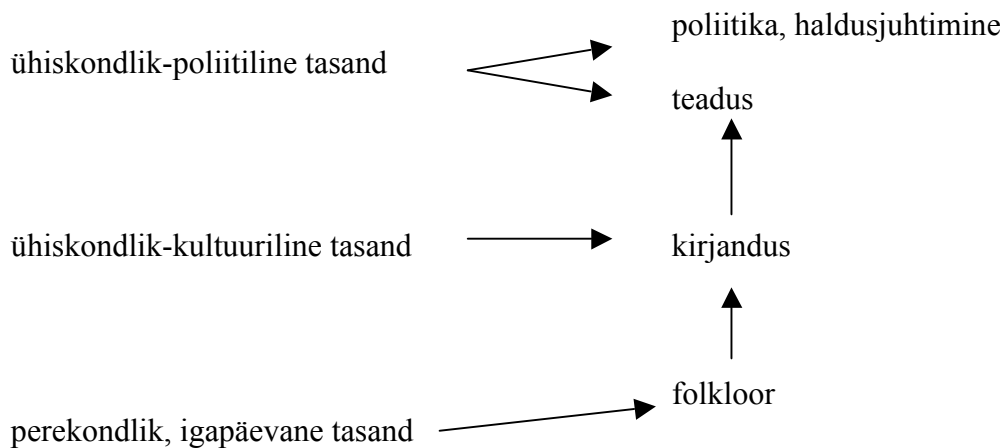 poliitika, haldusjuhtimine
ühiskondlik-poliitiline tasand
teadus
ühiskondlik-kultuuriline tasand
kirjandus
folkloor
perekondlik, igapäevane tasand